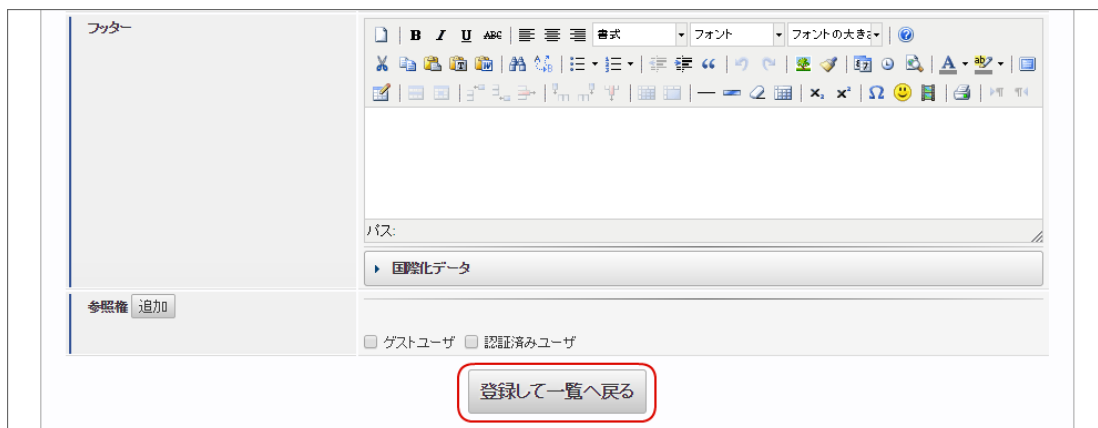 フッター
B I U ABC 書式 フォント フォントの大きさ
パス:
国際化データ
参照権 追加
ゲストユーザ 認証済みユーザ
登録して一覧へ戻る